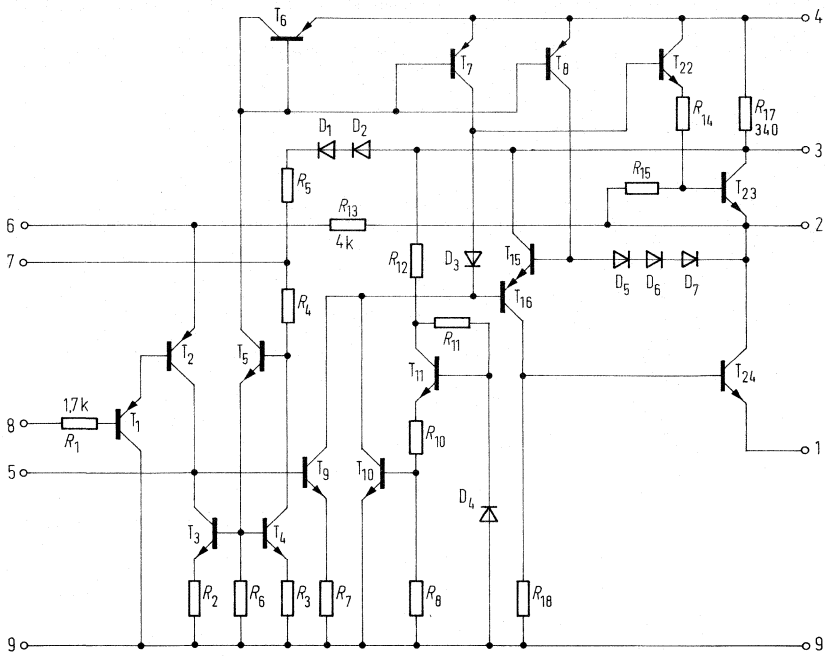 T6
4
T7
T8
T22
D1
D2
R14
R17
340
3
R5
R15
T23
R13
6
4k
2
7
R12
D3
T15
D5
D6
D7
T16
R4
R11
T2
T5
T11
T24
1,7k
8
R1
T1
R10
1
5
T9
T10
D4
T3
T4
R2
R6
R3
R7
R8
R18
9
9